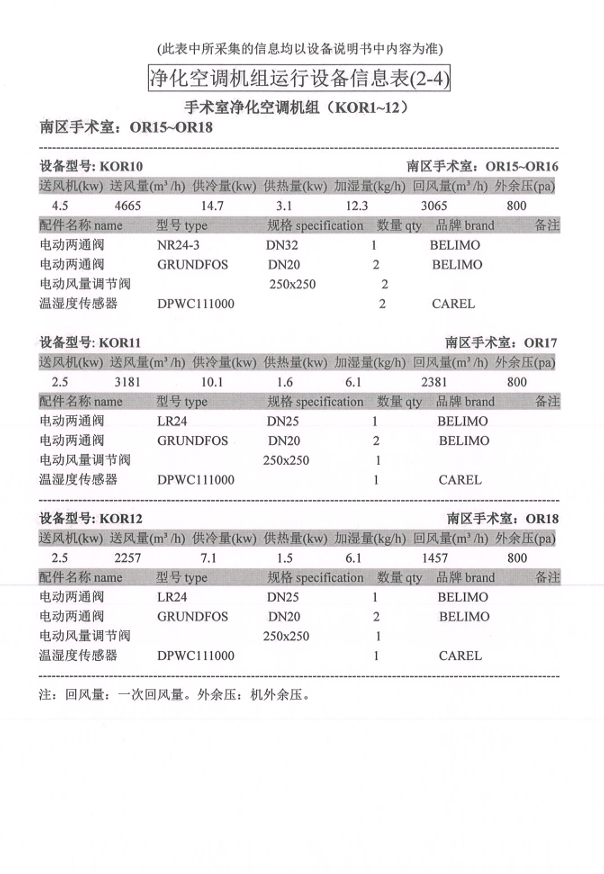 (此表中所采集的信息均以设备说明书中内容为准)
净化空调机组运行设备信息表(2-4)
手术室净化空调机组（KOR1~12）
南区手术室：OR15~OR18
设备型号: KOR10 南区手术室：OR15~OR16
送风机(kw) 送风量(m³/h) 供冷量(kw) 供热量(kw) 加湿量(kg/h) 回风量(m³/h) 外余压(pa)
4.5 4665 14.7 3.1 12.3 3065 800
配件名称 name 型号 type 规格 specification 数量 qty 品牌 brand 备注
电动两通阀 NR24-3 DN32 1 BELIMO
电动两通阀 GRUNDFOS DN20 2 BELIMO
电动风量调节阀 250x250 2
温湿度传感器 DPWC111000 2 CAREL
设备型号: KOR11 南区手术室：OR17
送风机(kw) 送风量(m³/h) 供冷量(kw) 供热量(kw) 加湿量(kg/h) 回风量(m³/h) 外余压(pa)
2.5 3181 10.1 1.6 6.1 2381 800
配件名称 name 型号 type 规格 specification 数量 qty 品牌 brand 备注
电动两通阀 LR24 DN25 1 BELIMO
电动两通阀 GRUNDFOS DN20 2 BELIMO
电动风量调节阀 250x250 1
温湿度传感器 DPWC111000 1 CAREL
设备型号: KOR12 南区手术室：OR18
送风机(kw) 送风量(m³/h) 供冷量(kw) 供热量(kw) 加湿量(kg/h) 回风量(m³/h) 外余压(pa)
2.5 2257 7.1 1.5 6.1 1457 800
配件名称 name 型号 type 规格 specification 数量 qty 品牌 brand 备注
电动两通阀 LR24 DN25 1 BELIMO
电动两通阀 GRUNDFOS DN20 2 BELIMO
电动风量调节阀 250x250 1
温湿度传感器 DPWC111000 1 CAREL
注：回风量：一次回风量。外余压：机外余压。